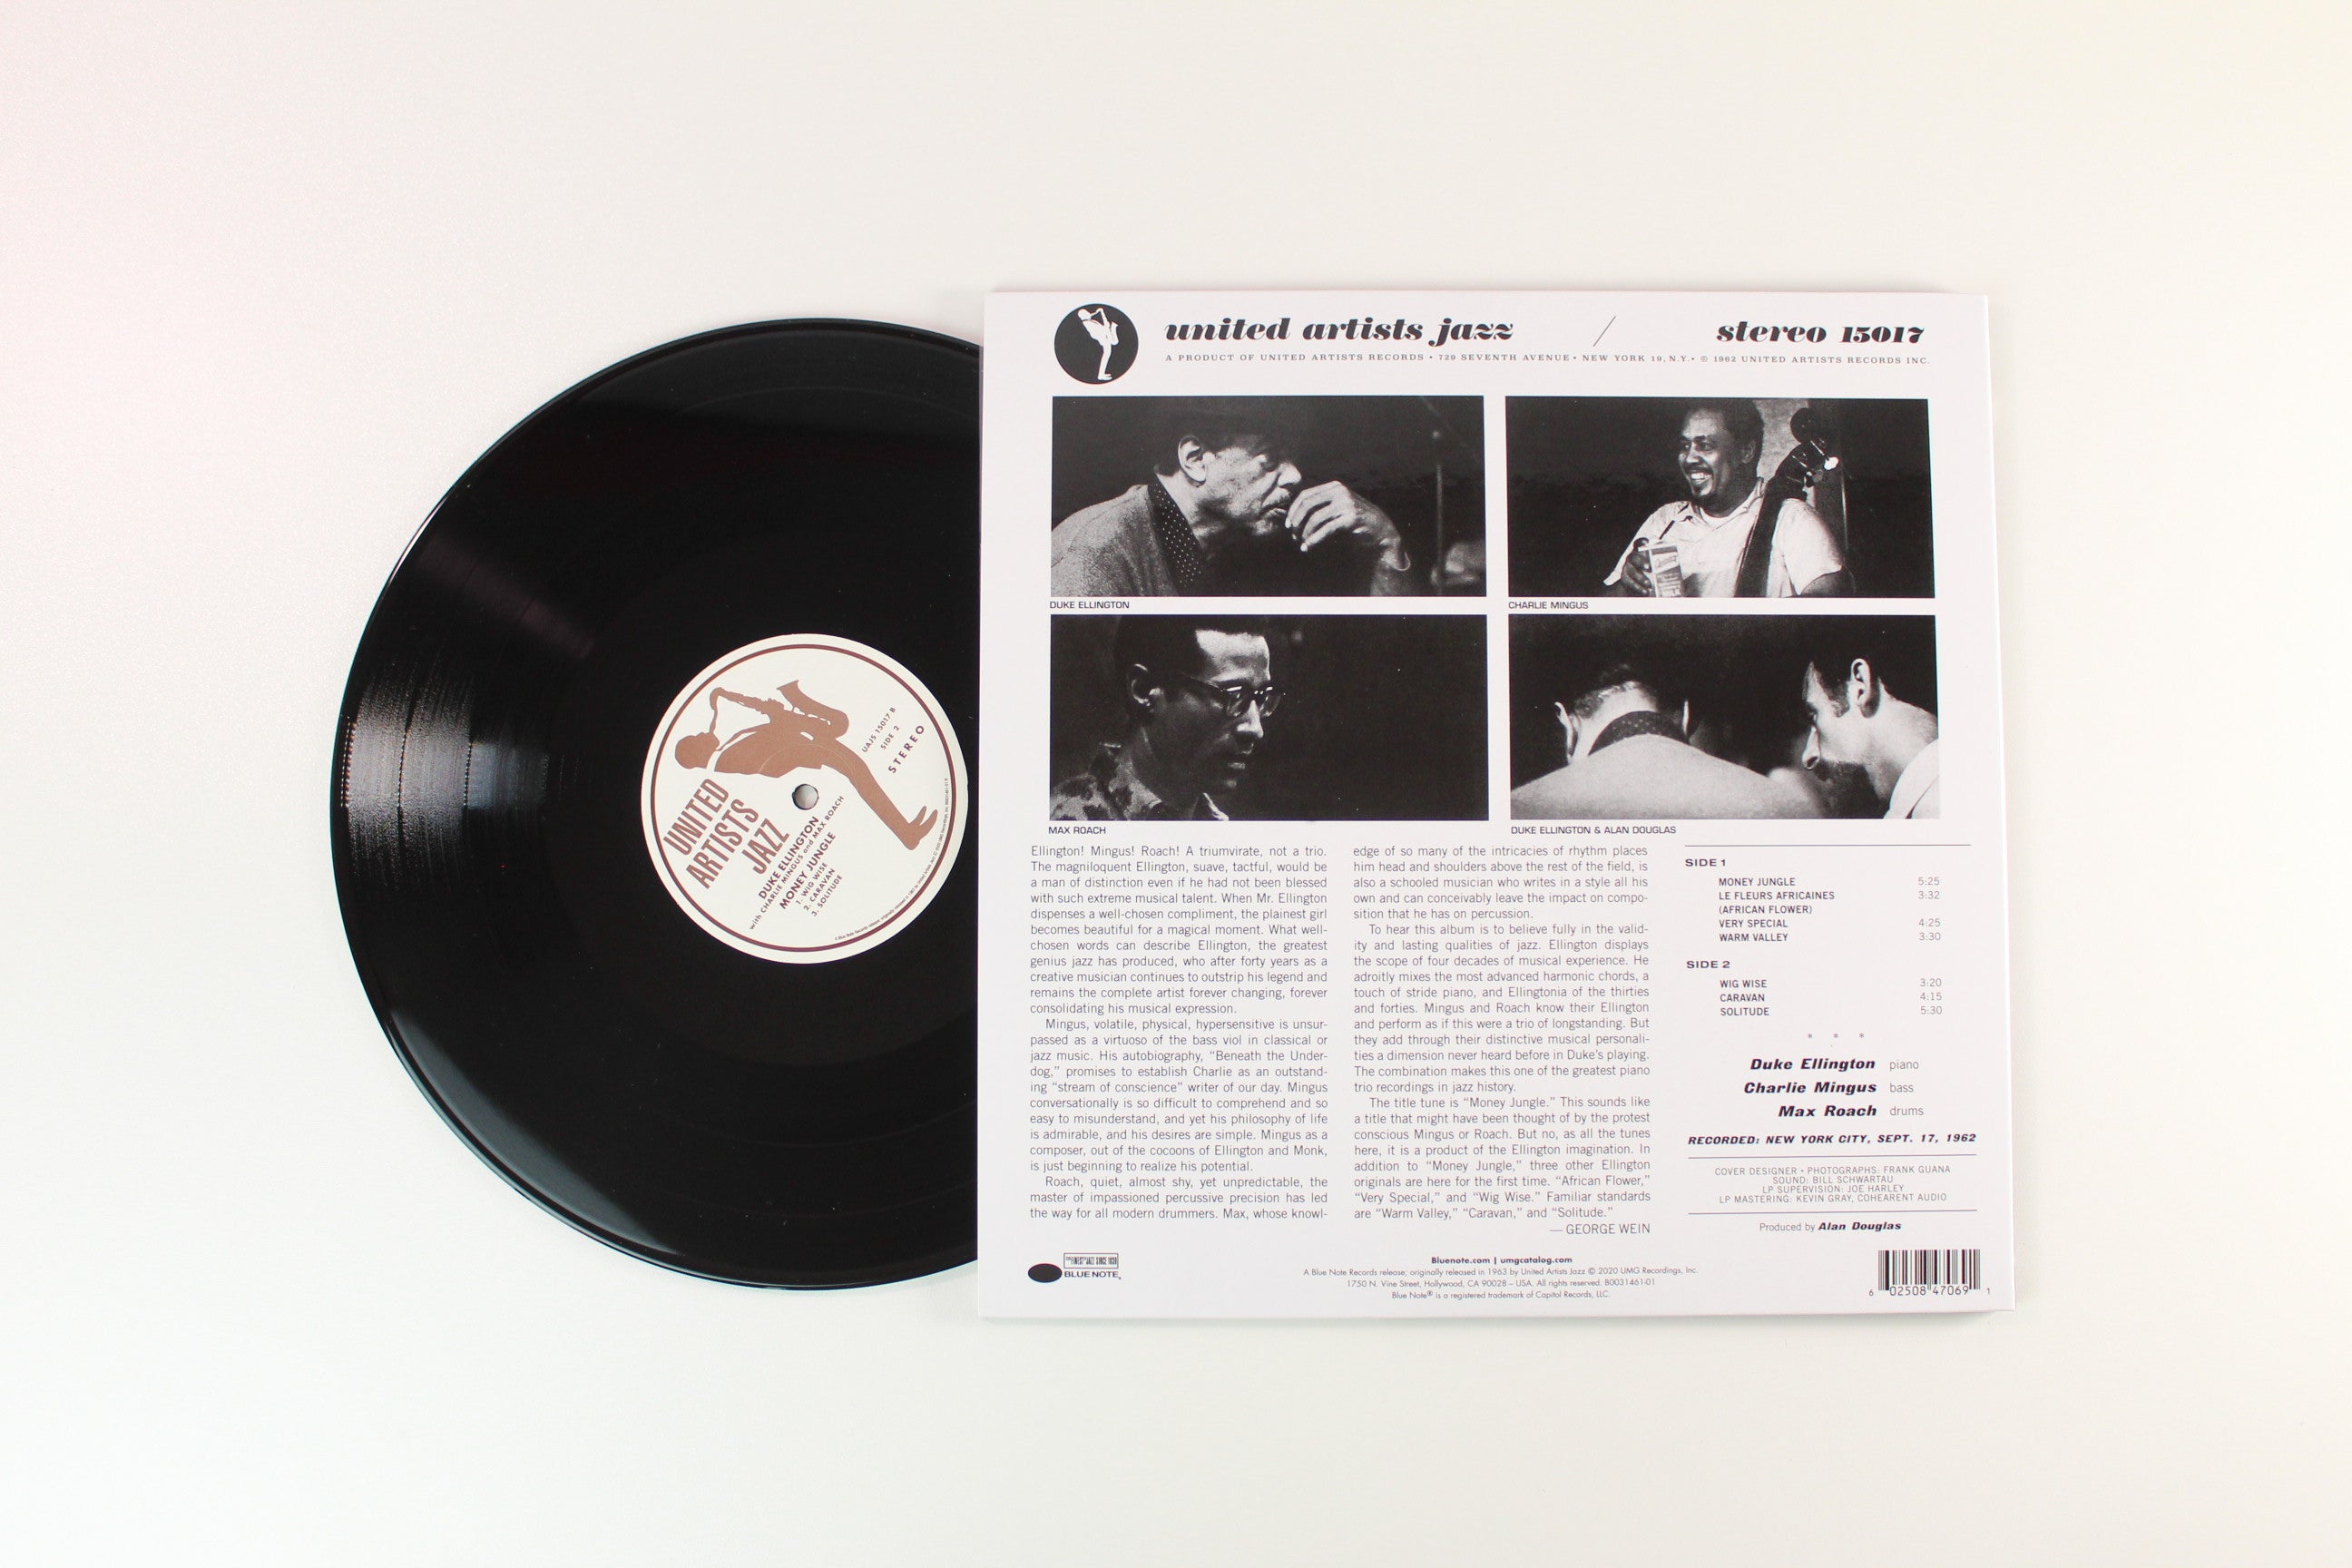 UNITED
ARTISTS
JAZZ
UAJS 15017 B
SIDE 2
STEREO
DUKE ELLINGTON
with CHARLIE MINGUS and MAX ROACH
MONEY JUNGLE
1. WIG WISE
2. CARAVAN
3. SOLITUDE
united artists jazz / stereo 15017
A PRODUCT OF UNITED ARTISTS RECORDS • 729 SEVENTH AVENUE • NEW YORK 19, N.Y. • © 1962 UNITED ARTISTS RECORDS INC.
DUKE ELLINGTON
CHARLIE MINGUS
MAX ROACH
DUKE ELLINGTON & ALAN DOUGLAS
Ellington! Mingus! Roach! A triumvirate, not a trio.
The magniloquent Ellington, suave, tactful, would be
a man of distinction even if he had not been blessed
with such extreme musical talent. When Mr. Ellington
dispenses a well-chosen compliment, the plainest girl
becomes beautiful for a magical moment. What well-
chosen words can describe Ellington, the greatest
genius jazz has produced, who after forty years as a
creative musician continues to outstrip his legend and
remains the complete artist forever changing, forever
consolidating his musical expression.
Mingus, volatile, physical, hypersensitive is unsur-
passed as a virtuoso of the bass viol in classical or
jazz music. His autobiography, “Beneath the Under-
dog,” promises to establish Charlie as an outstand-
ing “stream of conscience” writer of our day. Mingus
conversationally is so difficult to comprehend and so
easy to misunderstand, and yet his philosophy of life
is admirable, and his desires are simple. Mingus as a
composer, out of the cocoons of Ellington and Monk,
is just beginning to realize his potential.
Roach, quiet, almost shy, yet unpredictable, the
master of impassioned percussive precision has led
the way for all modern drummers. Max, whose knowl-
edge of so many of the intricacies of rhythm places
him head and shoulders above the rest of the field, is
also a schooled musician who writes in a style all his
own and can conceivably leave the impact on compo-
sition that he has on percussion.
To hear this album is to believe fully in the valid-
ity and lasting qualities of jazz. Ellington displays
the scope of four decades of musical experience. He
adroitly mixes the most advanced harmonic chords, a
touch of stride piano, and Ellingtonia of the thirties
and forties. Mingus and Roach know their Ellington
and perform as if this were a trio of longstanding. But
they add through their distinctive musical personali-
ties a dimension never heard before in Duke’s playing.
The combination makes this one of the greatest piano
trio recordings in jazz history.
The title tune is “Money Jungle.” This sounds like
a title that might have been thought of by the protest
conscious Mingus or Roach. But no, as all the tunes
here, it is a product of the Ellington imagination. In
addition to “Money Jungle,” three other Ellington
originals are here for the first time. “African Flower,”
“Very Special,” and “Wig Wise.” Familiar standards
are “Warm Valley,” “Caravan,” and “Solitude.”
— GEORGE WEIN
SIDE 1
MONEY JUNGLE 5:25
LE FLEURS AFRICAINES 3:32
(AFRICAN FLOWER)
VERY SPECIAL 4:25
WARM VALLEY 3:30
SIDE 2
WIG WISE 3:20
CARAVAN 4:15
SOLITUDE 5:30
* * *
Duke Ellington piano
Charlie Mingus bass
Max Roach drums
RECORDED: NEW YORK CITY, SEPT. 17, 1962
COVER DESIGNER • PHOTOGRAPHS: FRANK GUANA
SOUND: BILL SCHWARTAU
LP SUPERVISION: JOE HARLEY
LP MASTERING: KEVIN GRAY, COHEARENT AUDIO
Produced by Alan Douglas
THE FINEST IN JAZZ SINCE 1939
BLUE NOTE
Bluenote.com | umgcatalog.com
A Blue Note Records release; originally released in 1963 by United Artists Jazz © 2020 UMG Recordings, Inc.
1750 N. Vine Street, Hollywood, CA 90028 – USA. All rights reserved. B0031461-01
Blue Note® is a registered trademark of Capitol Records, LLC.
6 02508 47069 1